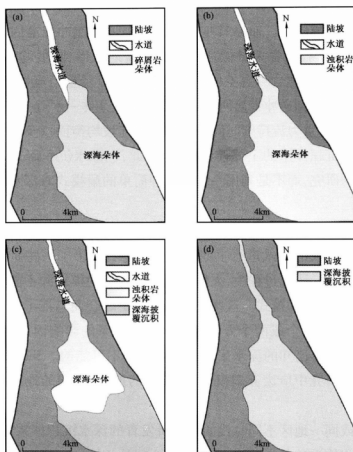 (a)
N
陆坡
水道
碎屑岩
朵体
深海水道
深海朵体
0
4km
(b)
N
陆坡
水道
浊积岩
朵体
深海水道
深海朵体
0
4km
(c)
N
陆坡
水道
浊积岩
朵体
深海披
覆沉积
深海水道
深海朵体
0
4km
(d)
N
陆坡
深海披
覆沉积
0
4km